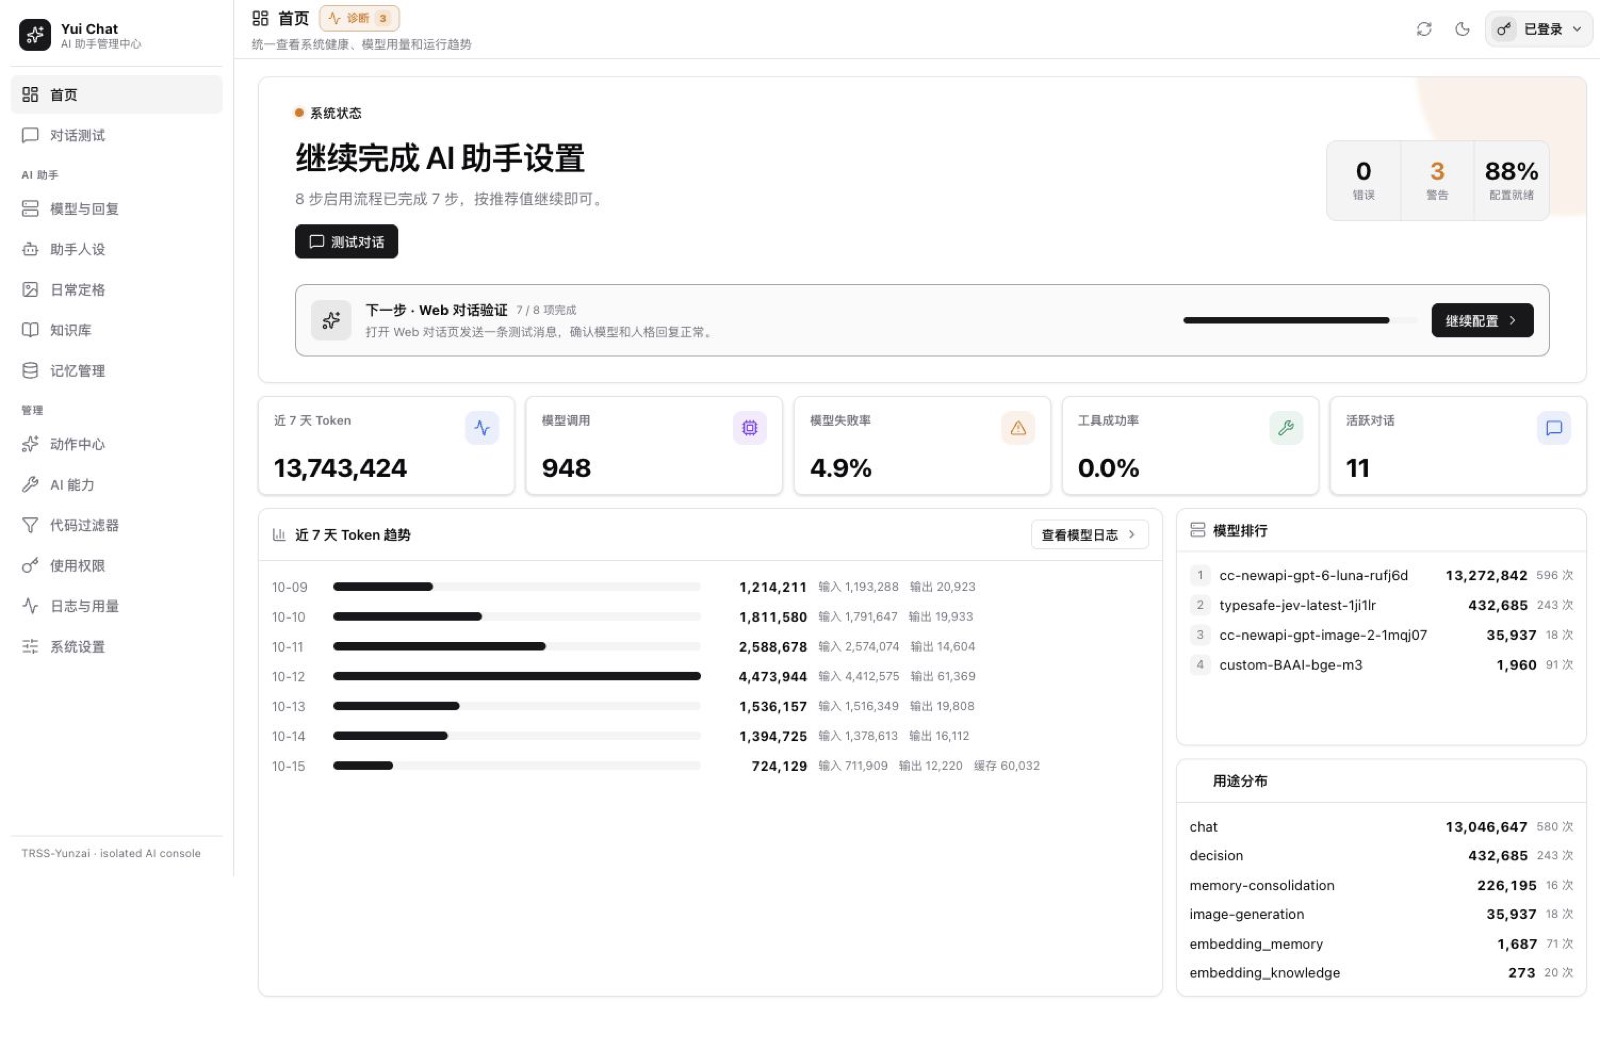 Yui Chat
AI 助手管理中心
首页
对话测试
AI 助手
模型与回复
助手人设
日常定格
知识库
记忆管理
管理
动作中心
AI 能力
代码过滤器
使用权限
日志与用量
系统设置
TRSS-Yunzai · isolated AI console
首页 诊断 3
统一查看系统健康、模型用量和运行趋势
已登录
系统状态
继续完成 AI 助手设置
8 步启用流程已完成 7 步，按推荐值继续即可。
测试对话
0 3 88%
错误 警告 配置就绪
下一步 · Web 对话验证 7 / 8 项完成
打开 Web 对话页发送一条测试消息，确认模型和人格回复正常。
继续配置
近 7 天 Token
13,743,424
模型调用
948
模型失败率
4.9%
工具成功率
0.0%
活跃对话
11
近 7 天 Token 趋势
查看模型日志
10-09 1,214,211 输入 1,193,288 输出 20,923
10-10 1,811,580 输入 1,791,647 输出 19,933
10-11 2,588,678 输入 2,574,074 输出 14,604
10-12 4,473,944 输入 4,412,575 输出 61,369
10-13 1,536,157 输入 1,516,349 输出 19,808
10-14 1,394,725 输入 1,378,613 输出 16,112
10-15 724,129 输入 711,909 输出 12,220 缓存 60,032
模型排行
1 cc-newapi-gpt-6-luna-rufj6d 13,272,842 596 次
2 typesafe-jev-latest-1ji1lr 432,685 243 次
3 cc-newapi-gpt-image-2-1mqj07 35,937 18 次
4 custom-BAAI-bge-m3 1,960 91 次
用途分布
chat 13,046,647 580 次
decision 432,685 243 次
memory-consolidation 226,195 16 次
image-generation 35,937 18 次
embedding_memory 1,687 71 次
embedding_knowledge 273 20 次